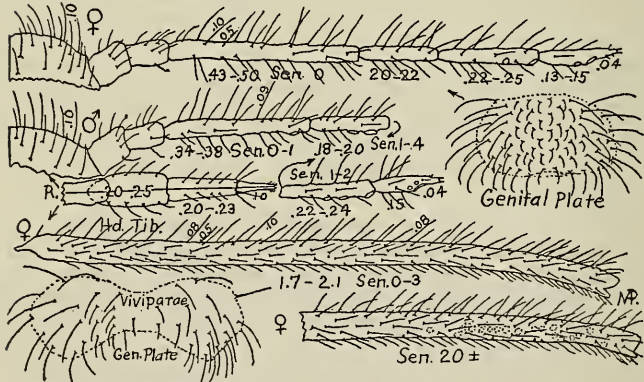 .10 ♀ .10 .05
.43-.50 Sen. 0 .20-.22 .22-.25 .13-.15 .04
.10 ♂ .09
.34-.38 Sen. 0-1 .18-.20 Sen. 1-4
Genital Plate
R. .20-.25 .20-.23 .10 Sen. 1-2 .22-.24 .15 .04
♀ Hd. Tib. .08 .05 .10 .08
1.7-2.1 Sen. 0-3
Viviparae
Gen. Plate
♀ Sen. 20 ±